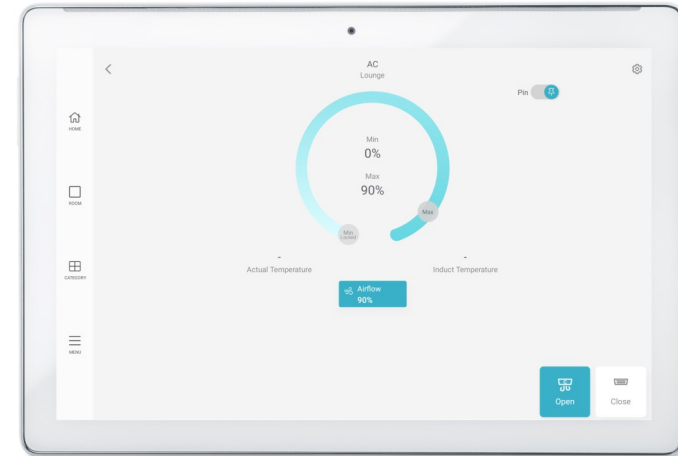 AC
Lounge
Pin
HOME
Min
0%
Max
90%
ROOM
Max
Min
-
-
Actual Temperature
Induct Temperature
CATEGORY
Airflow
90%
MENU
Open
Close